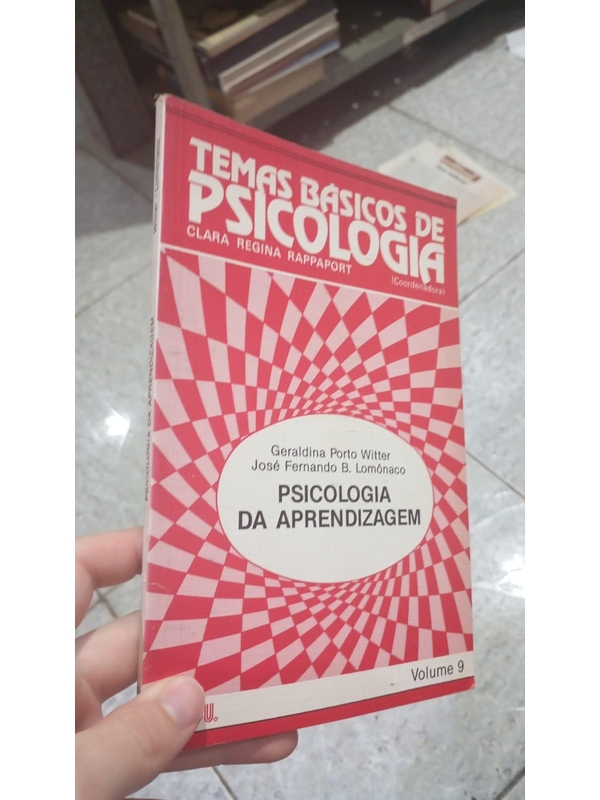 TEMAS BÁSICOS DE
PSICOLOGIA
CLARA REGINA RAPPAPORT
(Coordenadora)
Geraldina Porto Witter
José Fernando B. Lomônaco
PSICOLOGIA
DA APRENDIZAGEM
Volume 9
U.
PSICOLOGIA DA APRENDIZAGEM